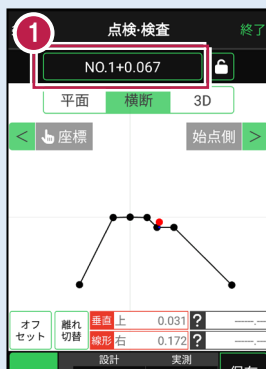 1
点検・検査 終了
NO.1+0.067
平面 横断 3D
< 座標 始点側 >
オフセット 離れ切替 垂直 上 0.031 ? -----.---
線形 右 0.172 ? -----.---
設計 実測